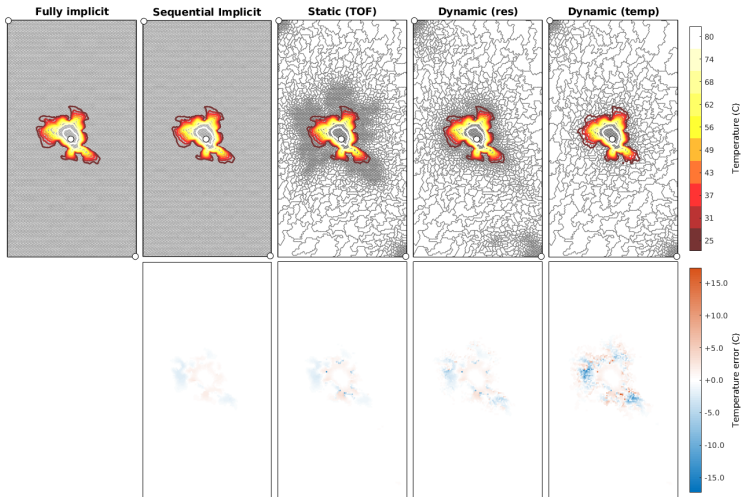 Fully implicit
Sequential Implicit
Static (TOF)
Dynamic (res)
Dynamic (temp)
80
74
68
62
56
49
43
37
31
25
Temperature (C)
+15.0
+10.0
+5.0
+0.0
-5.0
-10.0
-15.0
Temperature error (C)